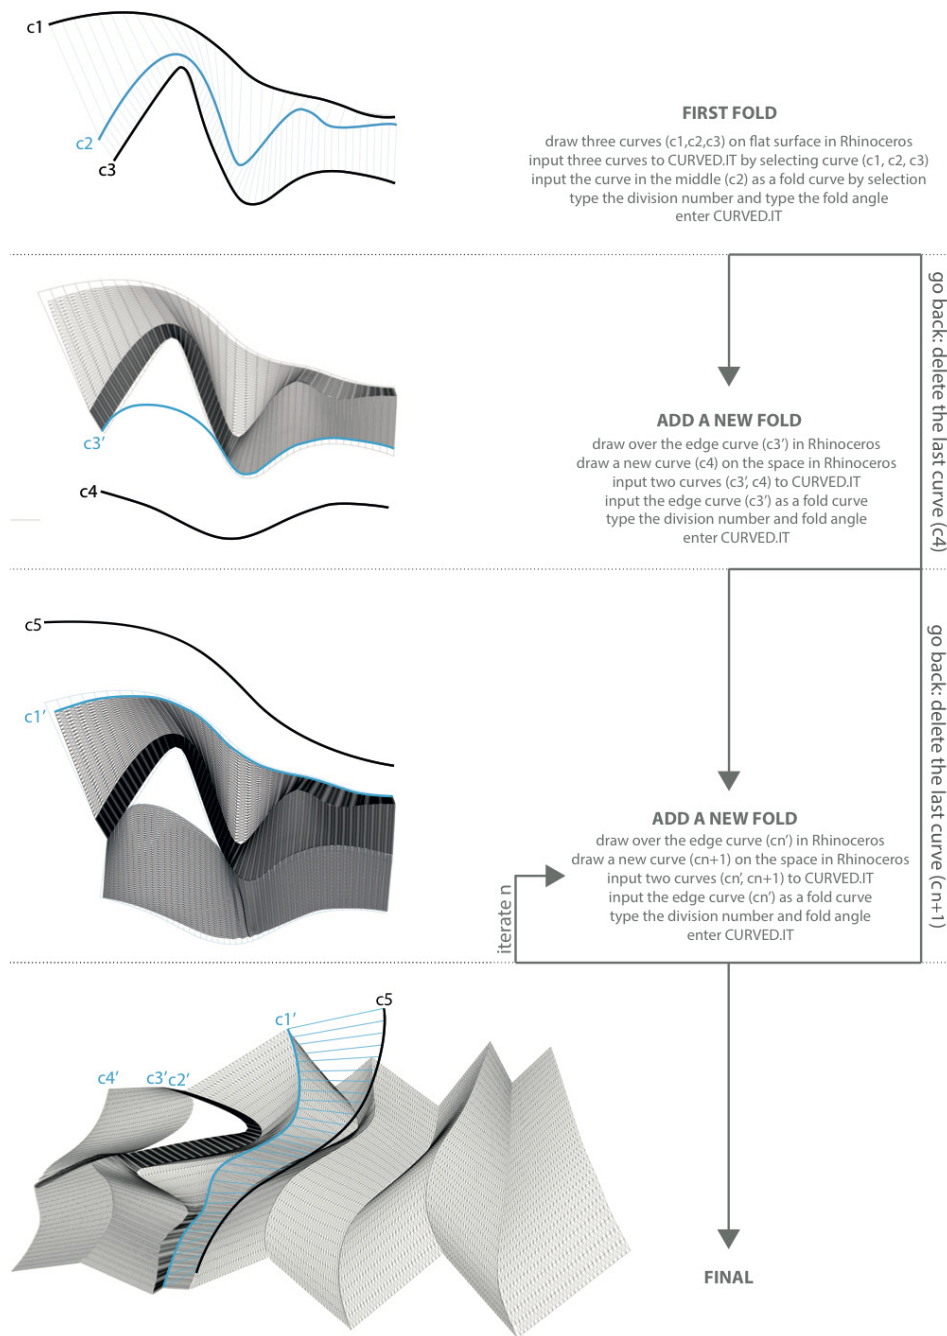 c1
c2
c3
FIRST FOLD
draw three curves (c1,c2,c3) on flat surface in Rhinoceros
input three curves to CURVED.IT by selecting curve (c1, c2, c3)
input the curve in the middle (c2) as a fold curve by selection
type the division number and type the fold angle
enter CURVED.IT
go back: delete the last curve (c4)
c3’
c4
ADD A NEW FOLD
draw over the edge curve (c3’) in Rhinoceros
draw a new curve (c4) on the space in Rhinoceros
input two curves (c3’, c4) to CURVED.IT
input the edge curve (c3’) as a fold curve
type the division number and fold angle
enter CURVED.IT
go back: delete the last curve (cn+1)
c5
c1’
ADD A NEW FOLD
draw over the edge curve (cn’) in Rhinoceros
draw a new curve (cn+1) on the space in Rhinoceros
input two curves (cn’, cn+1) to CURVED.IT
input the edge curve (cn’) as a fold curve
type the division number and fold angle
enter CURVED.IT
iterate n
c5
c1’
c4’
c3’c2’
FINAL